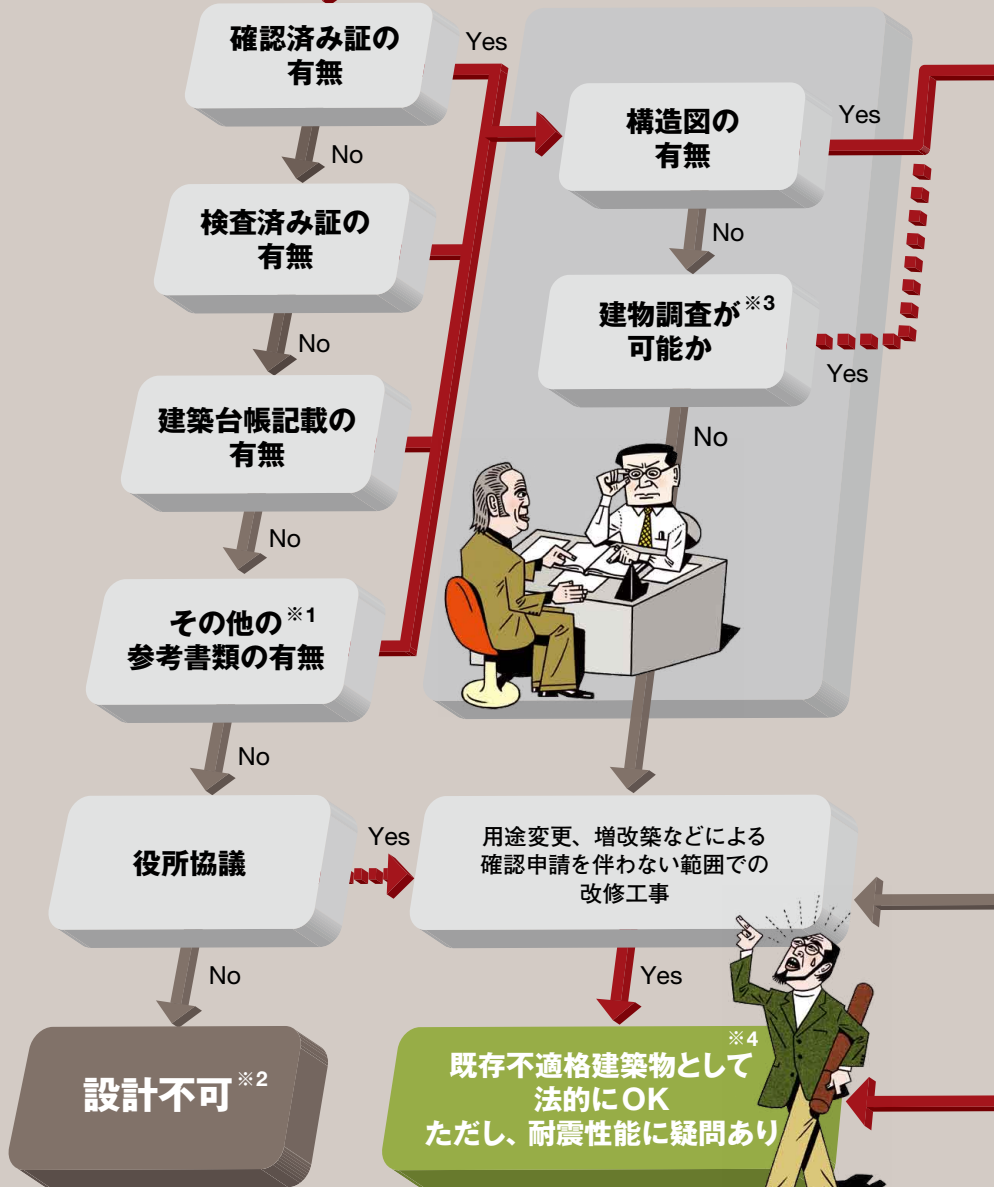 確認済み証の
有無
Yes
No
検査済み証の
有無
No
建築台帳記載の
有無
No
その他の※1
参考書類の有無
No
役所協議
Yes
No
設計不可※2
構造図の
有無
Yes
No
建物調査が※3
可能か
Yes
No
用途変更、増改築などによる
確認申請を伴わない範囲での
改修工事
Yes
※4
既存不適格建築物として
法的にOK
ただし、耐震性能に疑問あり